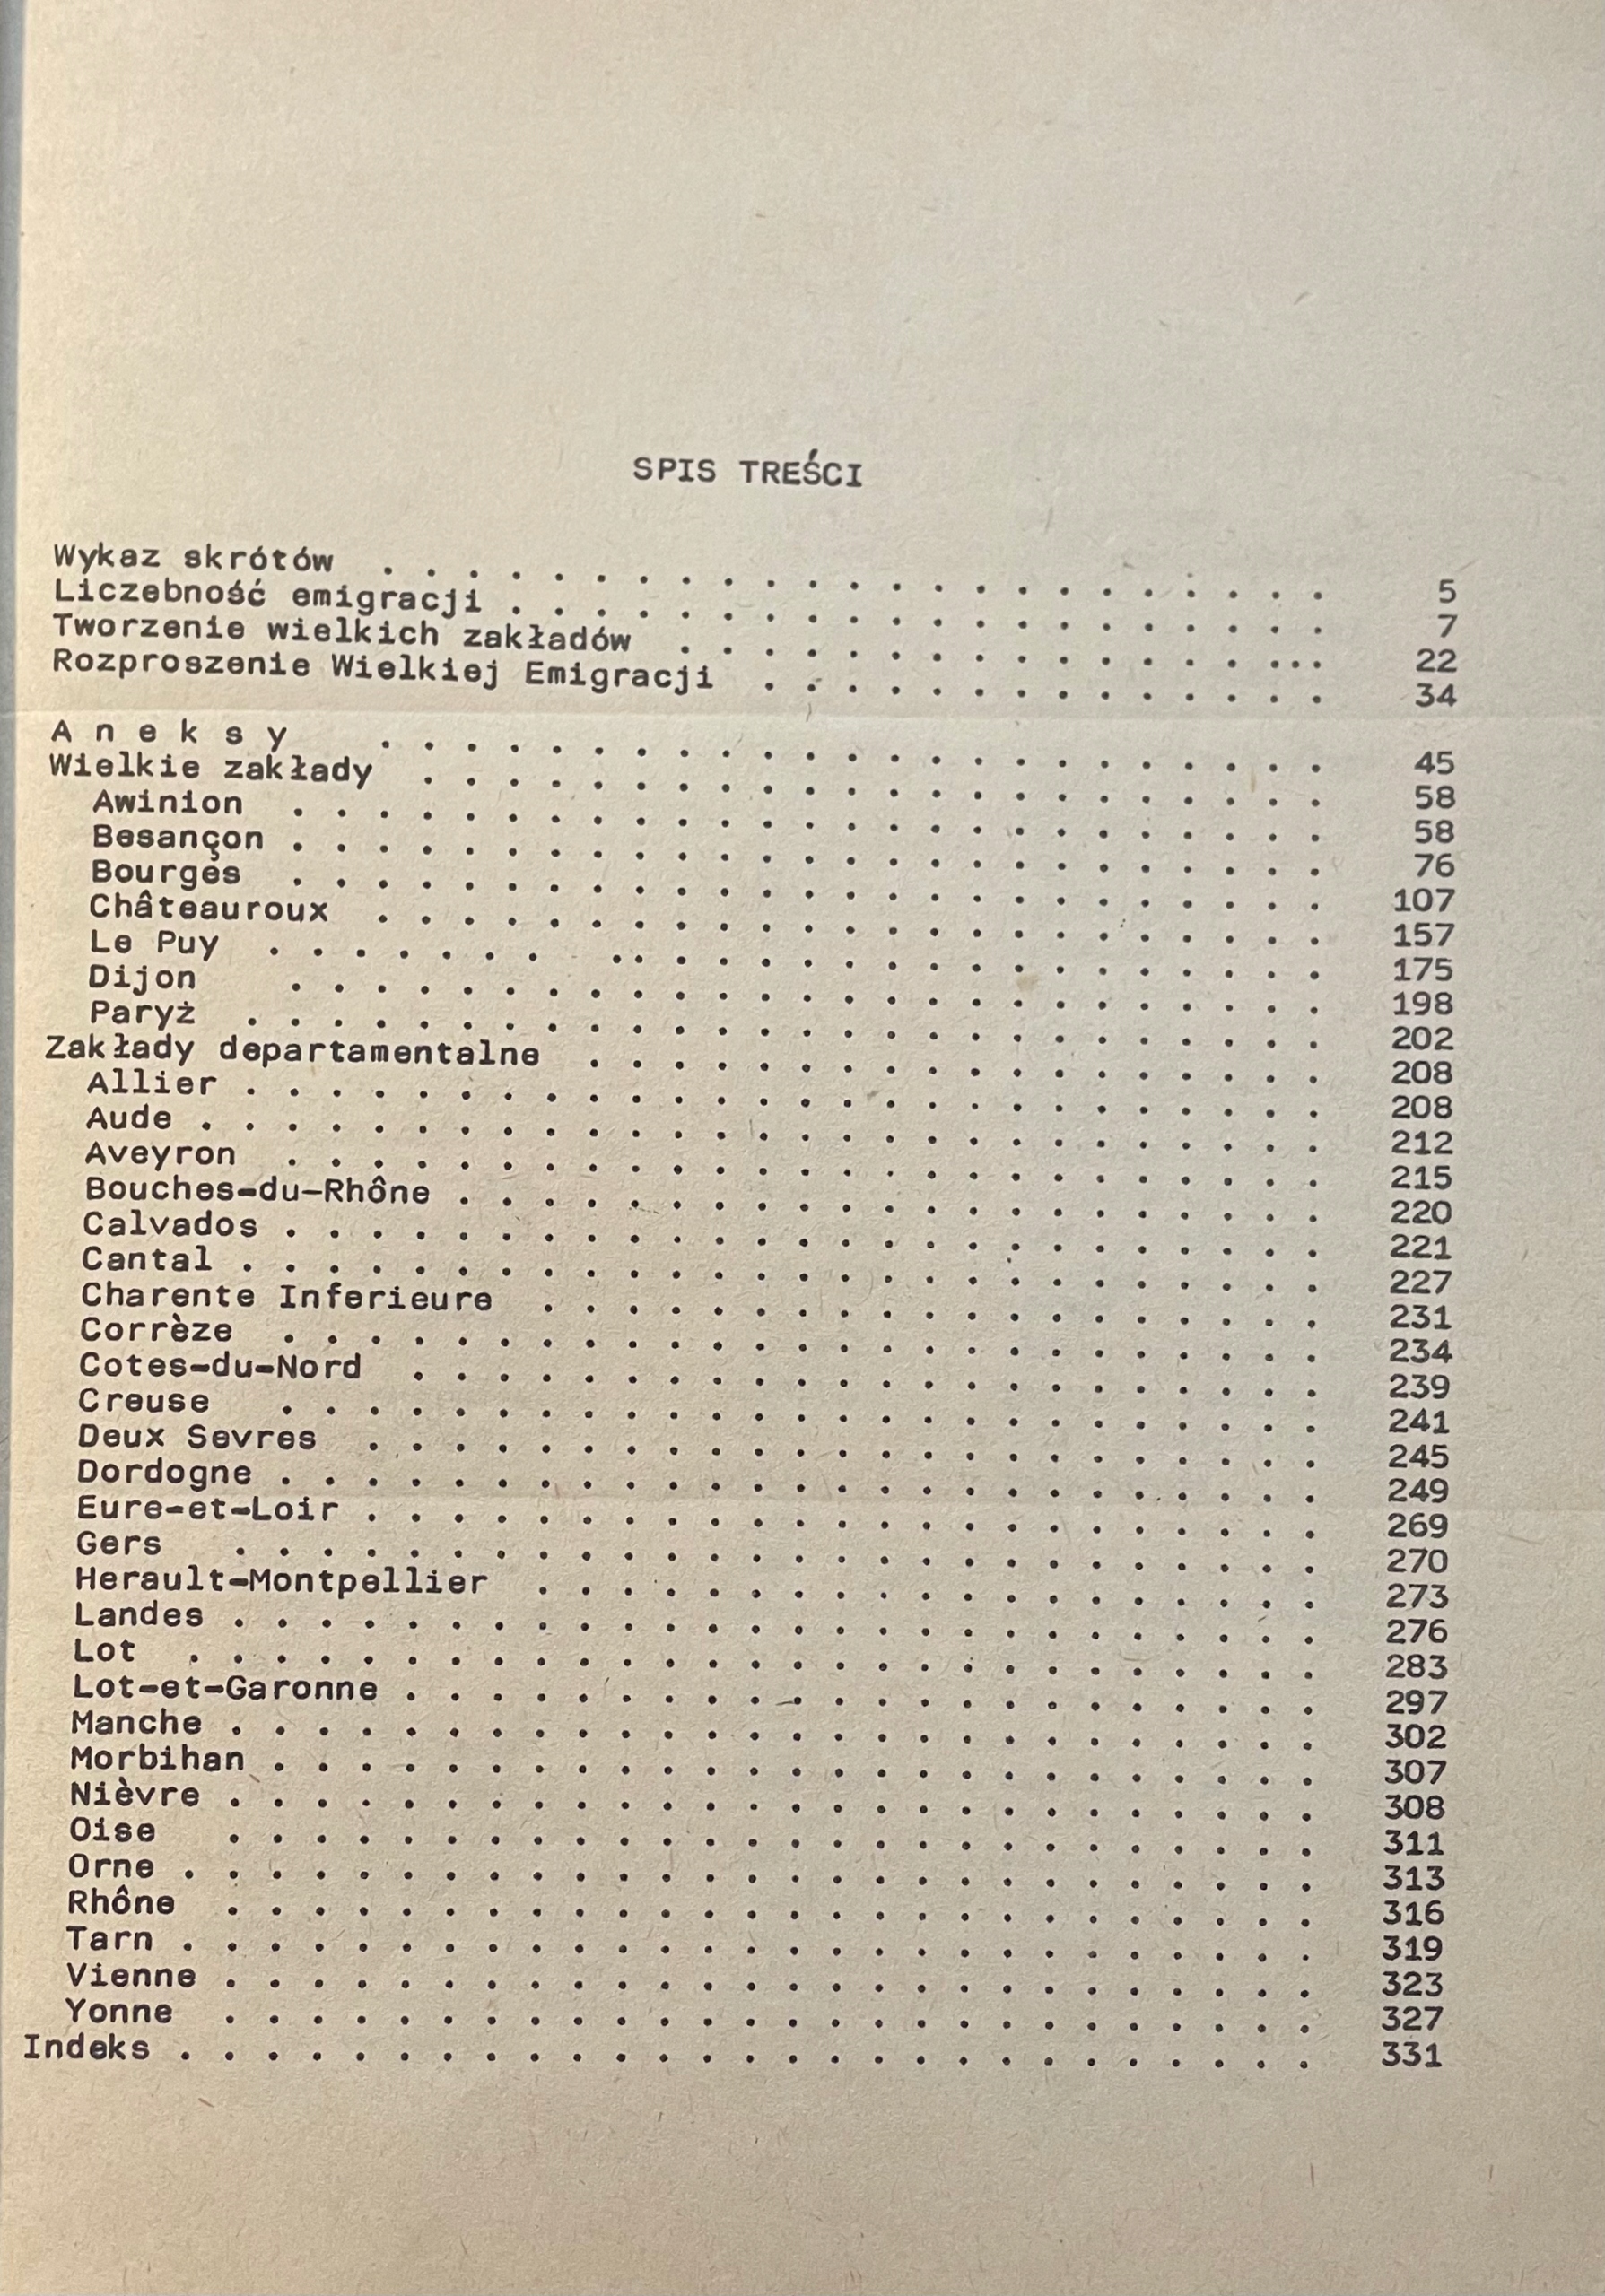 SPIS TREŚCI
Wykaz skrótów . . . . . . . . . . . . . . . . . . . . . . . 5
Liczebność emigracji . . . . . . . . . . . . . . . . . . . . 7
Tworzenie wielkich zakładów . . . . . . . . . . . . . . . ... 22
Rozproszenie Wielkiej Emigracji . . . . . . . . . . . . . . 34
A n e k s y . . . . . . . . . . . . . . . . . . . . . . . 45
Wielkie zakłady . . . . . . . . . . . . . . . . . . . . . . 58
Awinion . . . . . . . . . . . . . . . . . . . . . . . . . 58
Besançon . . . . . . . . . . . . . . . . . . . . . . . . . 76
Bourges . . . . . . . . . . . . . . . . . . . . . . . . . 107
Châteauroux . . . . . . . . . . . . . . . . . . . . . . . 157
Le Puy . . . . . . . .. . . . . . . . . . . . . . . . . . 175
Dijon . . . . . . . . . . . . . . . . . . . . . . . . . 198
Paryż . . . . . . . . . . . . . . . . . . . . . . . . . . 202
Zakłady departamentalne . . . . . . . . . . . . . . . . . . 208
Allier . . . . . . . . . . . . . . . . . . . . . . . . . . 208
Aude . . . . . . . . . . . . . . . . . . . . . . . . . . . 212
Aveyron . . . . . . . . . . . . . . . . . . . . . . . . . 215
Bouches-du-Rhône . . . . . . . . . . . . . . . . . . . . . 220
Calvados . . . . . . . . . . . . . . . . . . . . . . . . . 221
Cantal . . . . . . . . . . . . . . . . . . . . . . . . . . 227
Charente Inferieure . . . . . . . . . . . . . . . . . . . 231
Corrèze . . . . . . . . . . . . . . . . . . . . . . . . . 234
Cotes-du-Nord . . . . . . . . . . . . . . . . . . . . . . 239
Creuse . . . . . . . . . . . . . . . . . . . . . . . . . 241
Deux Sevres . . . . . . . . . . . . . . . . . . . . . . . 245
Dordogne . . . . . . . . . . . . . . . . . . . . . . . . . 249
Eure-et-Loir . . . . . . . . . . . . . . . . . . . . . . . 269
Gers . . . . . . . . . . . . . . . . . . . . . . . . . . 270
Herault-Montpellier . . . . . . . . . . . . . . . . . . . 273
Landes . . . . . . . . . . . . . . . . . . . . . . . . . . 276
Lot . . . . . . . . . . . . . . . . . . . . . . . . . . . 283
Lot-et-Garonne . . . . . . . . . . . . . . . . . . . . . . 297
Manche . . . . . . . . . . . . . . . . . . . . . . . . . . 302
Morbihan . . . . . . . . . . . . . . . . . . . . . . . . . 307
Nièvre . . . . . . . . . . . . . . . . . . . . . . . . . . 308
Oise . . . . . . . . . . . . . . . . . . . . . . . . . . 311
Orne . . . . . . . . . . . . . . . . . . . . . . . . . . . 313
Rhône . . . . . . . . . . . . . . . . . . . . . . . . . . 316
Tarn . . . . . . . . . . . . . . . . . . . . . . . . . . . 319
Vienne . . . . . . . . . . . . . . . . . . . . . . . . . . 323
Yonne . . . . . . . . . . . . . . . . . . . . . . . . . . 327
Indeks . . . . . . . . . . . . . . . . . . . . . . . . . . . 331